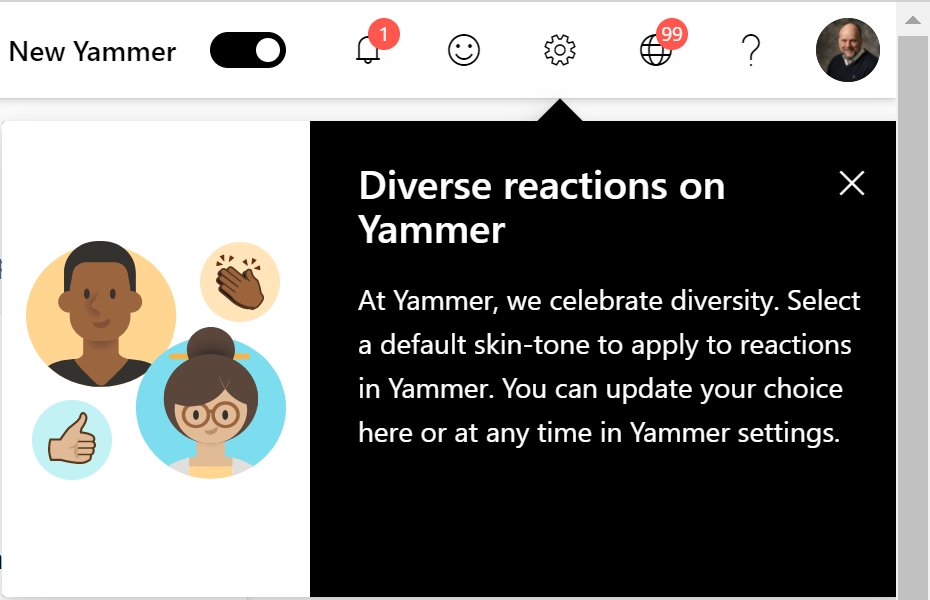 New Yammer
1
99
Diverse reactions on
Yammer
At Yammer, we celebrate diversity. Select
a default skin-tone to apply to reactions
in Yammer. You can update your choice
here or at any time in Yammer settings.